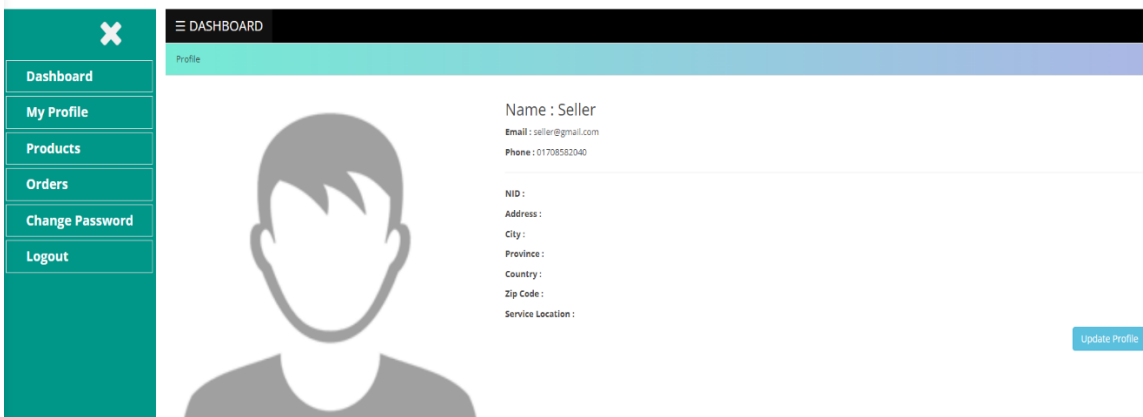 ☰ DASHBOARD
Profile
Dashboard
My Profile
Products
Orders
Change Password
Logout
Name : Seller
Email : seller@gmail.com
Phone : 01708582040
NID :
Address :
City :
Province :
Country :
Zip Code :
Service Location :
Update Profile